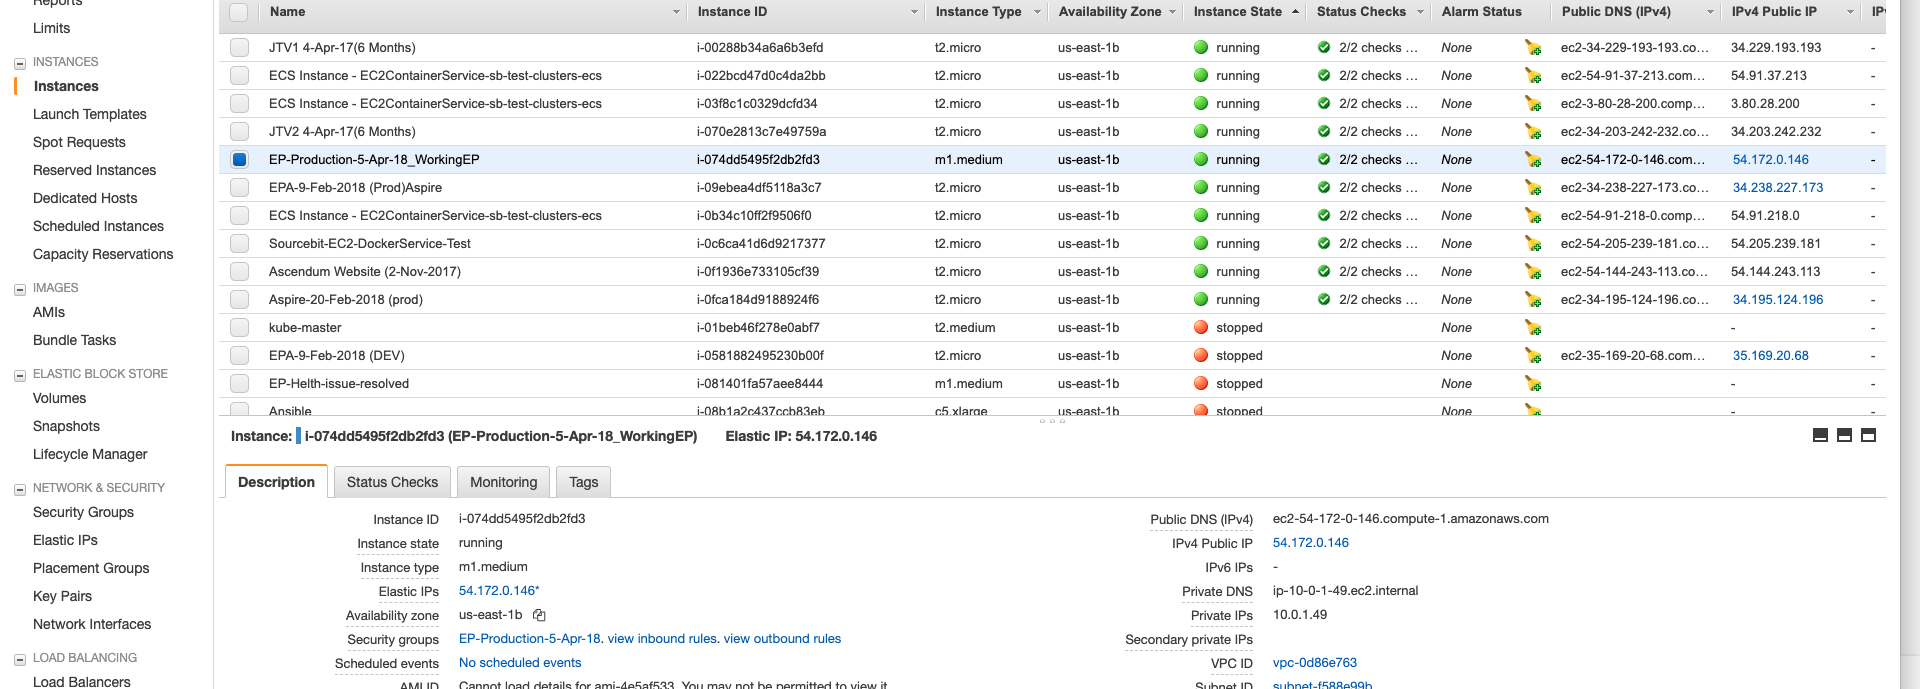 Reports
Limits
INSTANCES
Instances
Launch Templates
Spot Requests
Reserved Instances
Dedicated Hosts
Scheduled Instances
Capacity Reservations
IMAGES
AMIs
Bundle Tasks
ELASTIC BLOCK STORE
Volumes
Snapshots
Lifecycle Manager
NETWORK & SECURITY
Security Groups
Elastic IPs
Placement Groups
Key Pairs
Network Interfaces
LOAD BALANCING
Load Balancers
Name Instance ID Instance Type Availability Zone Instance State Status Checks Alarm Status Public DNS (IPv4) IPv4 Public IP IP
JTV1 4-Apr-17(6 Months) i-00288b34a6a6b3efd t2.micro us-east-1b running 2/2 checks ... None ec2-34-229-193-193.co... 34.229.193.193 -
ECS Instance - EC2ContainerService-sb-test-clusters-ecs i-022bcd47d0c4da2bb t2.micro us-east-1b running 2/2 checks ... None ec2-54-91-37-213.com... 54.91.37.213 -
ECS Instance - EC2ContainerService-sb-test-clusters-ecs i-03f8c1c0329dcfd34 t2.micro us-east-1b running 2/2 checks ... None ec2-3-80-28-200.comp... 3.80.28.200 -
JTV2 4-Apr-17(6 Months) i-070e2813c7e49759a t2.micro us-east-1b running 2/2 checks ... None ec2-34-203-242-232.co... 34.203.242.232 -
EP-Production-5-Apr-18_WorkingEP i-074dd5495f2db2fd3 m1.medium us-east-1b running 2/2 checks ... None ec2-54-172-0-146.com... 54.172.0.146 -
EPA-9-Feb-2018 (Prod)Aspire i-09ebea4df5118a3c7 t2.micro us-east-1b running 2/2 checks ... None ec2-34-238-227-173.co... 34.238.227.173 -
ECS Instance - EC2ContainerService-sb-test-clusters-ecs i-0b34c10ff2f9506f0 t2.micro us-east-1b running 2/2 checks ... None ec2-54-91-218-0.comp... 54.91.218.0 -
Sourcebit-EC2-DockerService-Test i-0c6ca41d6d9217377 t2.micro us-east-1b running 2/2 checks ... None ec2-54-205-239-181.co... 54.205.239.181 -
Ascendum Website (2-Nov-2017) i-0f1936e733105cf39 t2.micro us-east-1b running 2/2 checks ... None ec2-54-144-243-113.co... 54.144.243.113 -
Aspire-20-Feb-2018 (prod) i-0fca184d9188924f6 t2.micro us-east-1b running 2/2 checks ... None ec2-34-195-124-196.co... 34.195.124.196 -
kube-master i-01beb46f278e0abf7 t2.medium us-east-1b stopped None - -
EPA-9-Feb-2018 (DEV) i-0581882495230b00f t2.micro us-east-1b stopped None ec2-35-169-20-68.com... 35.169.20.68 -
EP-Helth-issue-resolved i-081401fa57aee8444 m1.medium us-east-1b stopped None - -
Ansible i-08b1a2c437ccb83eb c5.xlarge us-east-1b stopped None - -
Instance: i-074dd5495f2db2fd3 (EP-Production-5-Apr-18_WorkingEP) Elastic IP: 54.172.0.146
Description Status Checks Monitoring Tags
Instance ID i-074dd5495f2db2fd3
Instance state running
Instance type m1.medium
Elastic IPs 54.172.0.146*
Availability zone us-east-1b
Security groups EP-Production-5-Apr-18. view inbound rules. view outbound rules
Scheduled events No scheduled events
AMI ID Cannot load details for ami-4e5af533. You may not be permitted to view it
Public DNS (IPv4) ec2-54-172-0-146.compute-1.amazonaws.com
IPv4 Public IP 54.172.0.146
IPv6 IPs -
Private DNS ip-10-0-1-49.ec2.internal
Private IPs 10.0.1.49
Secondary private IPs
VPC ID vpc-0d86e763
Subnet ID subnet-f588e99b